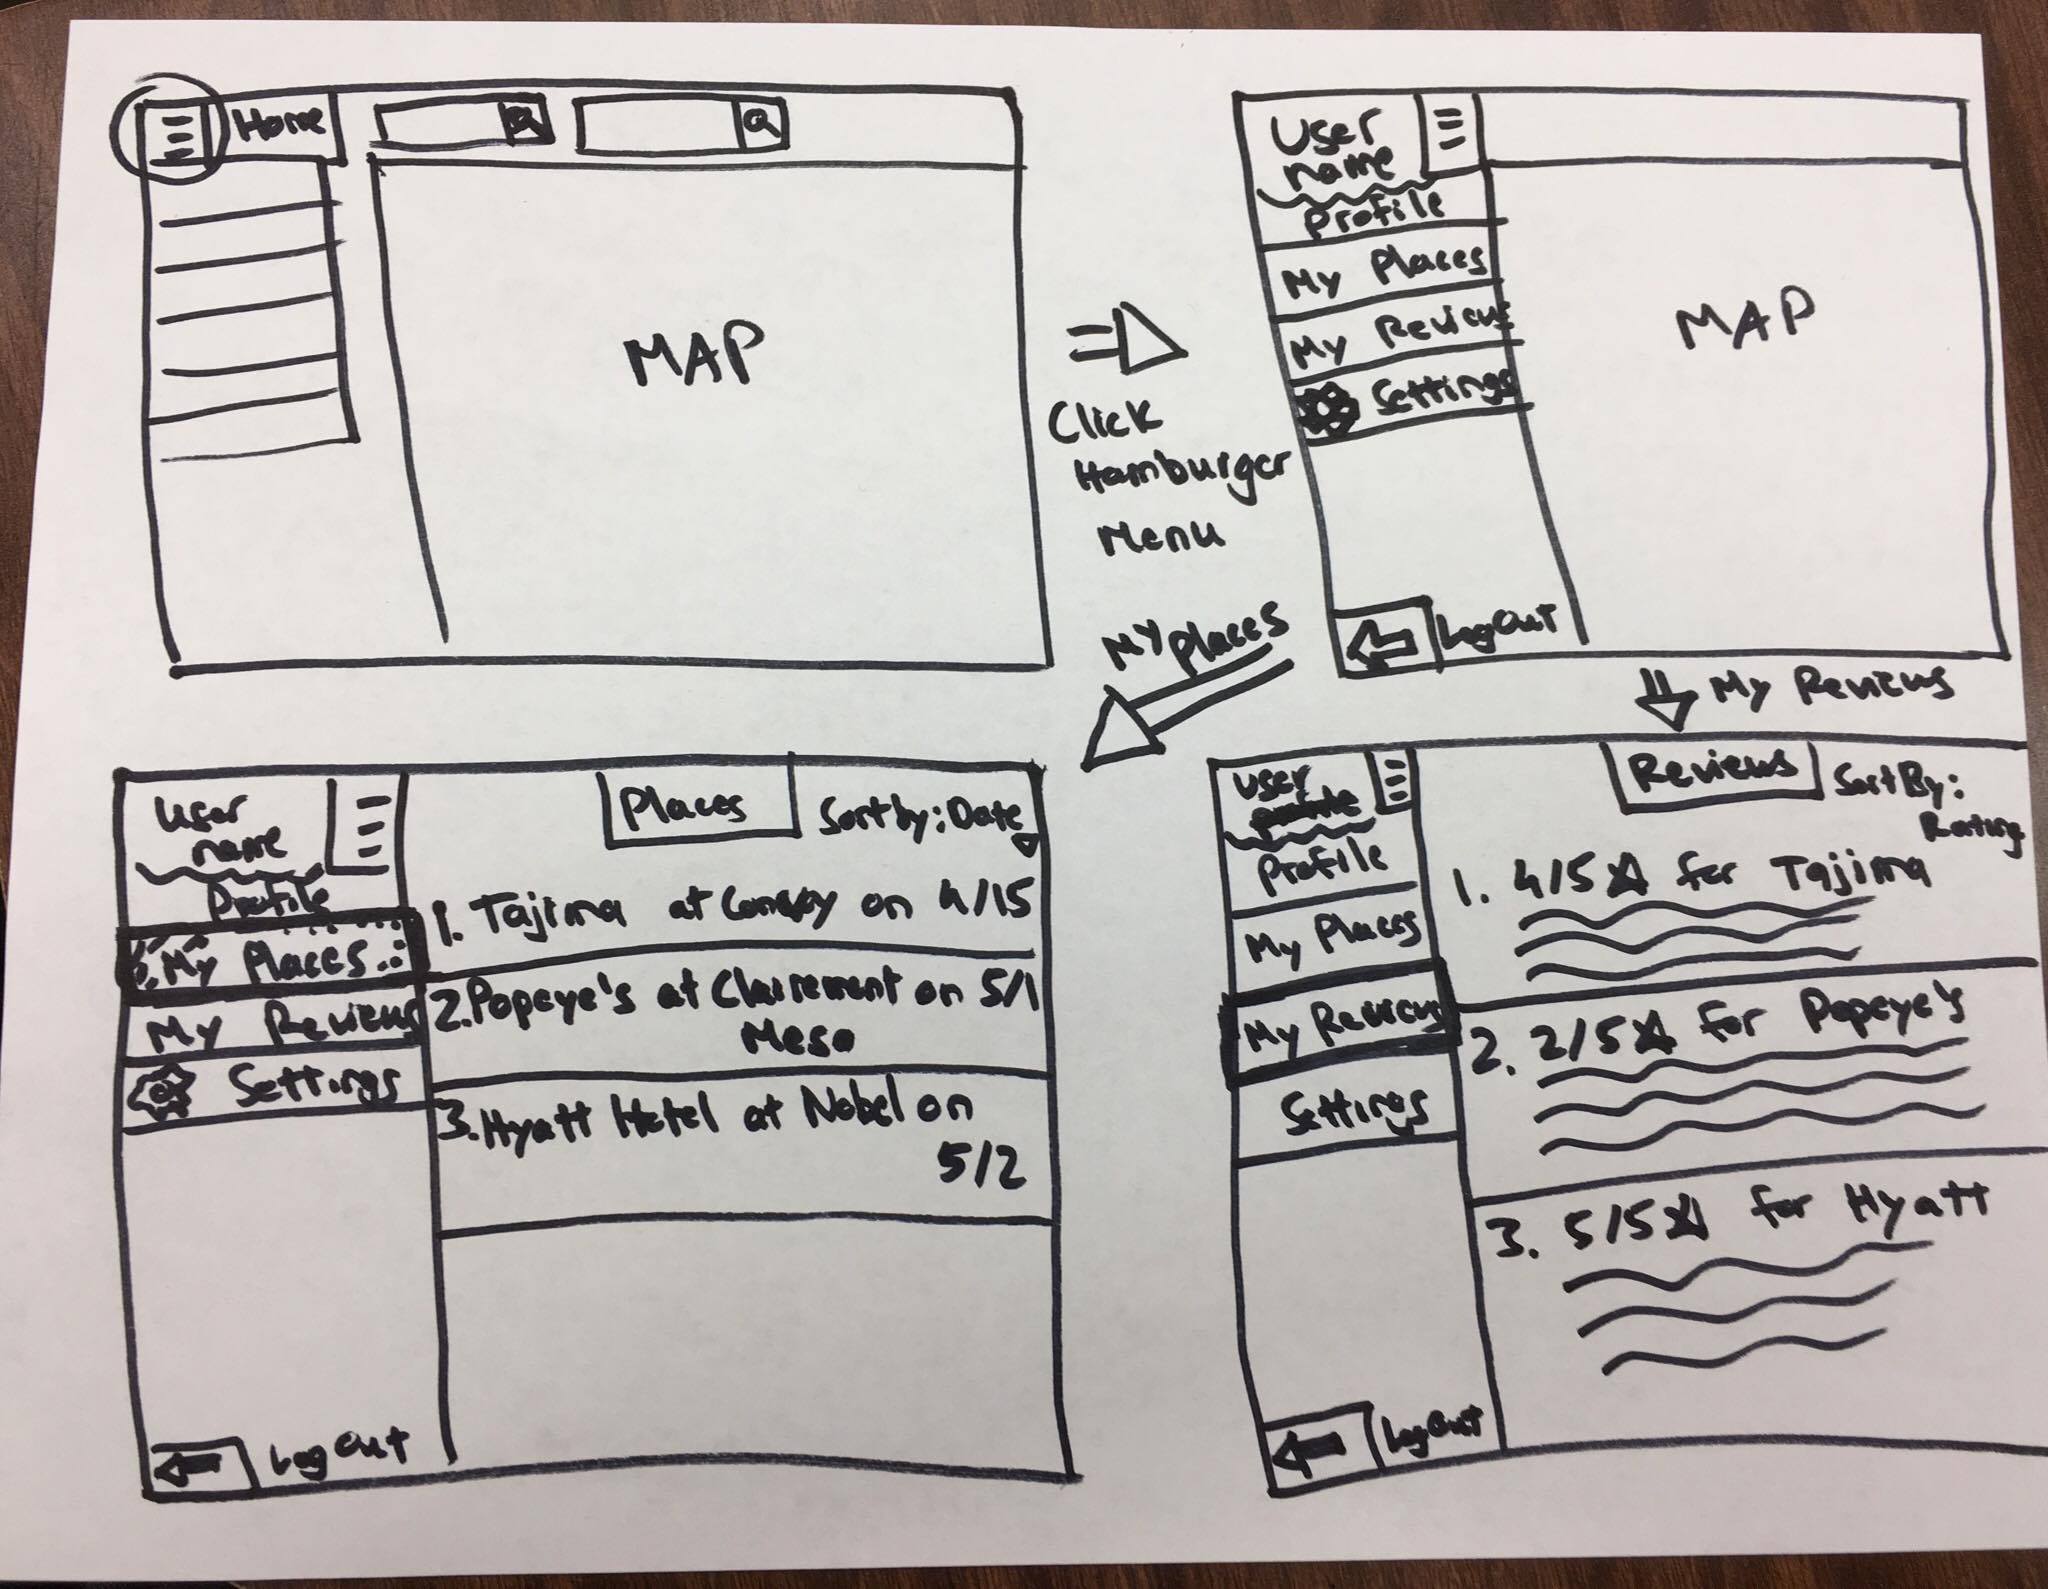 Home
MAP
Click
Hamburger
Menu
User
name
Profile
My Places
My Reviews
Settings
Log Out
MAP
My Places
My Reviews
User
name
Profile
My Places
My Reviews
Settings
Log Out
Places
Sort by: Date
1. Tajima at Convoy on 4/15
2. Popeye's at Clairemont on 5/1
Mesa
3. Hyatt Hotel at Nobel on
5/2
User
Profile
My Places
My Reviews
Settings
Log Out
Reviews
Sort By:
Rating
1. 4/5 ☆ for Tajima
2. 2/5 ☆ for Popeye's
3. 5/5 ☆ for Hyatt